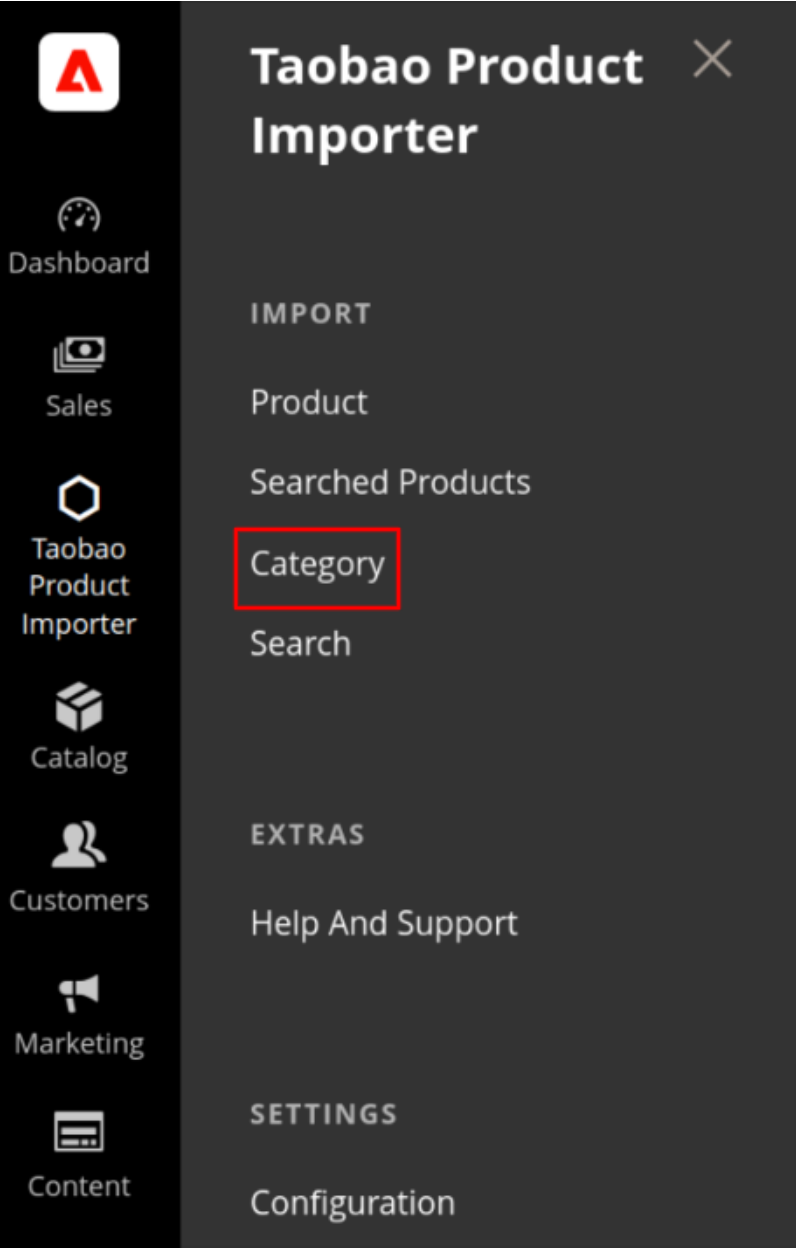 Dashboard
Sales
Taobao
Product
Importer
Catalog
Customers
Marketing
Content
Taobao Product
Importer
IMPORT
Product
Searched Products
Category
Search
EXTRAS
Help And Support
SETTINGS
Configuration